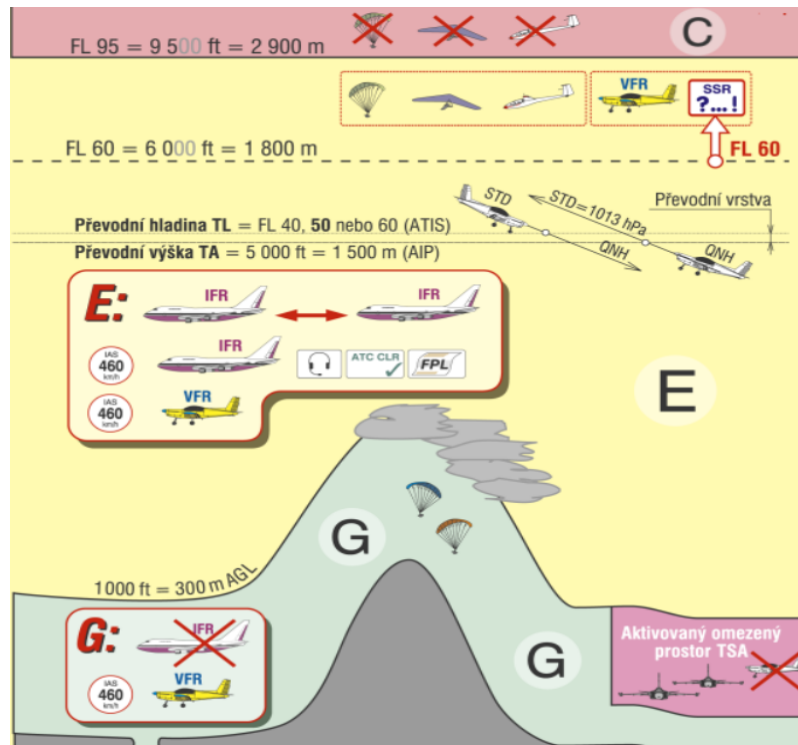 FL 95 = 9 500 ft = 2 900 m
C
VFR
SSR
?...!
FL 60 = 6 000 ft = 1 800 m
FL 60
STD
STD=1013 hPa
Převodní vrstva
Převodní hladina TL = FL 40, 50 nebo 60 (ATIS)
QNH
QNH
Převodní výška TA = 5 000 ft = 1 500 m (AIP)
E:
IFR
IFR
IAS
460
km/h
IFR
ATC CLR
FPL
IAS
460
km/h
VFR
E
G
1000 ft = 300 m AGL
G:
IFR
IAS
460
km/h
VFR
G
Aktivovaný omezený
prostor TSA